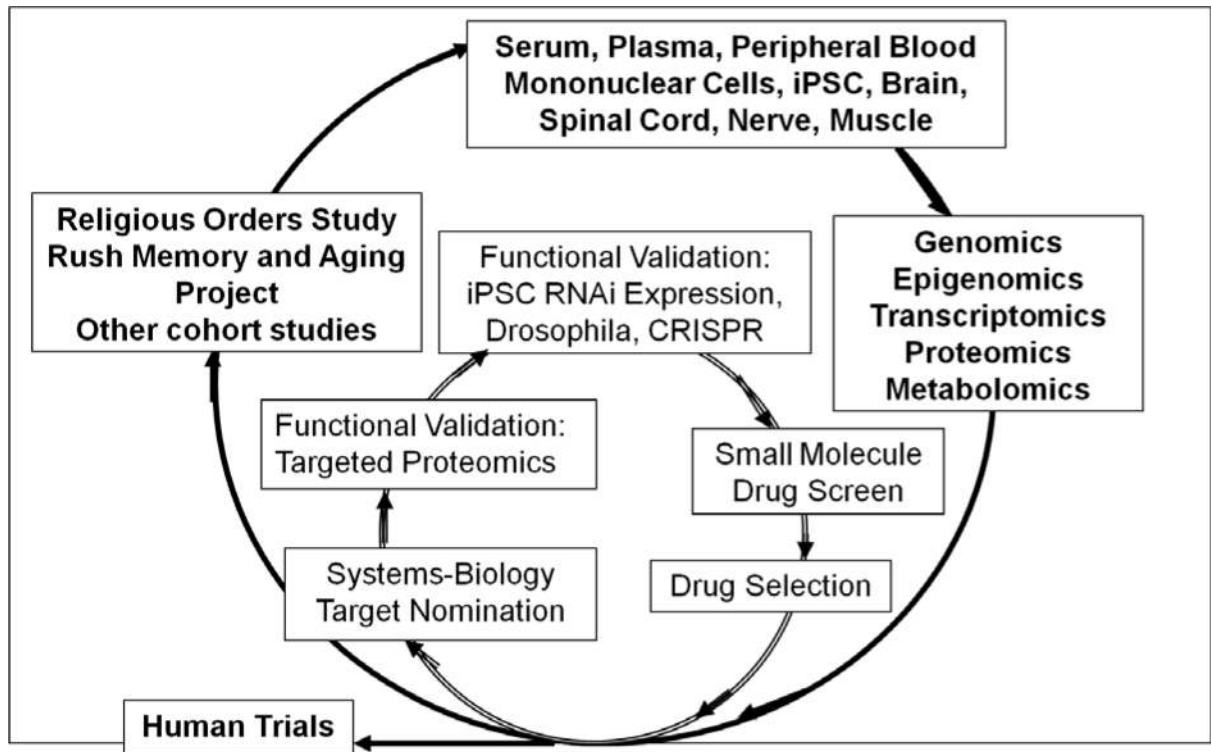 Serum, Plasma, Peripheral Blood
Mononuclear Cells, iPSC, Brain,
Spinal Cord, Nerve, Muscle
Religious Orders Study
Rush Memory and Aging
Project
Other cohort studies
Functional Validation:
iPSC RNAi Expression,
Drosophila, CRISPR
Genomics
Epigenomics
Transcriptomics
Proteomics
Metabolomics
Functional Validation:
Targeted Proteomics
Small Molecule
Drug Screen
Systems-Biology
Target Nomination
Drug Selection
Human Trials